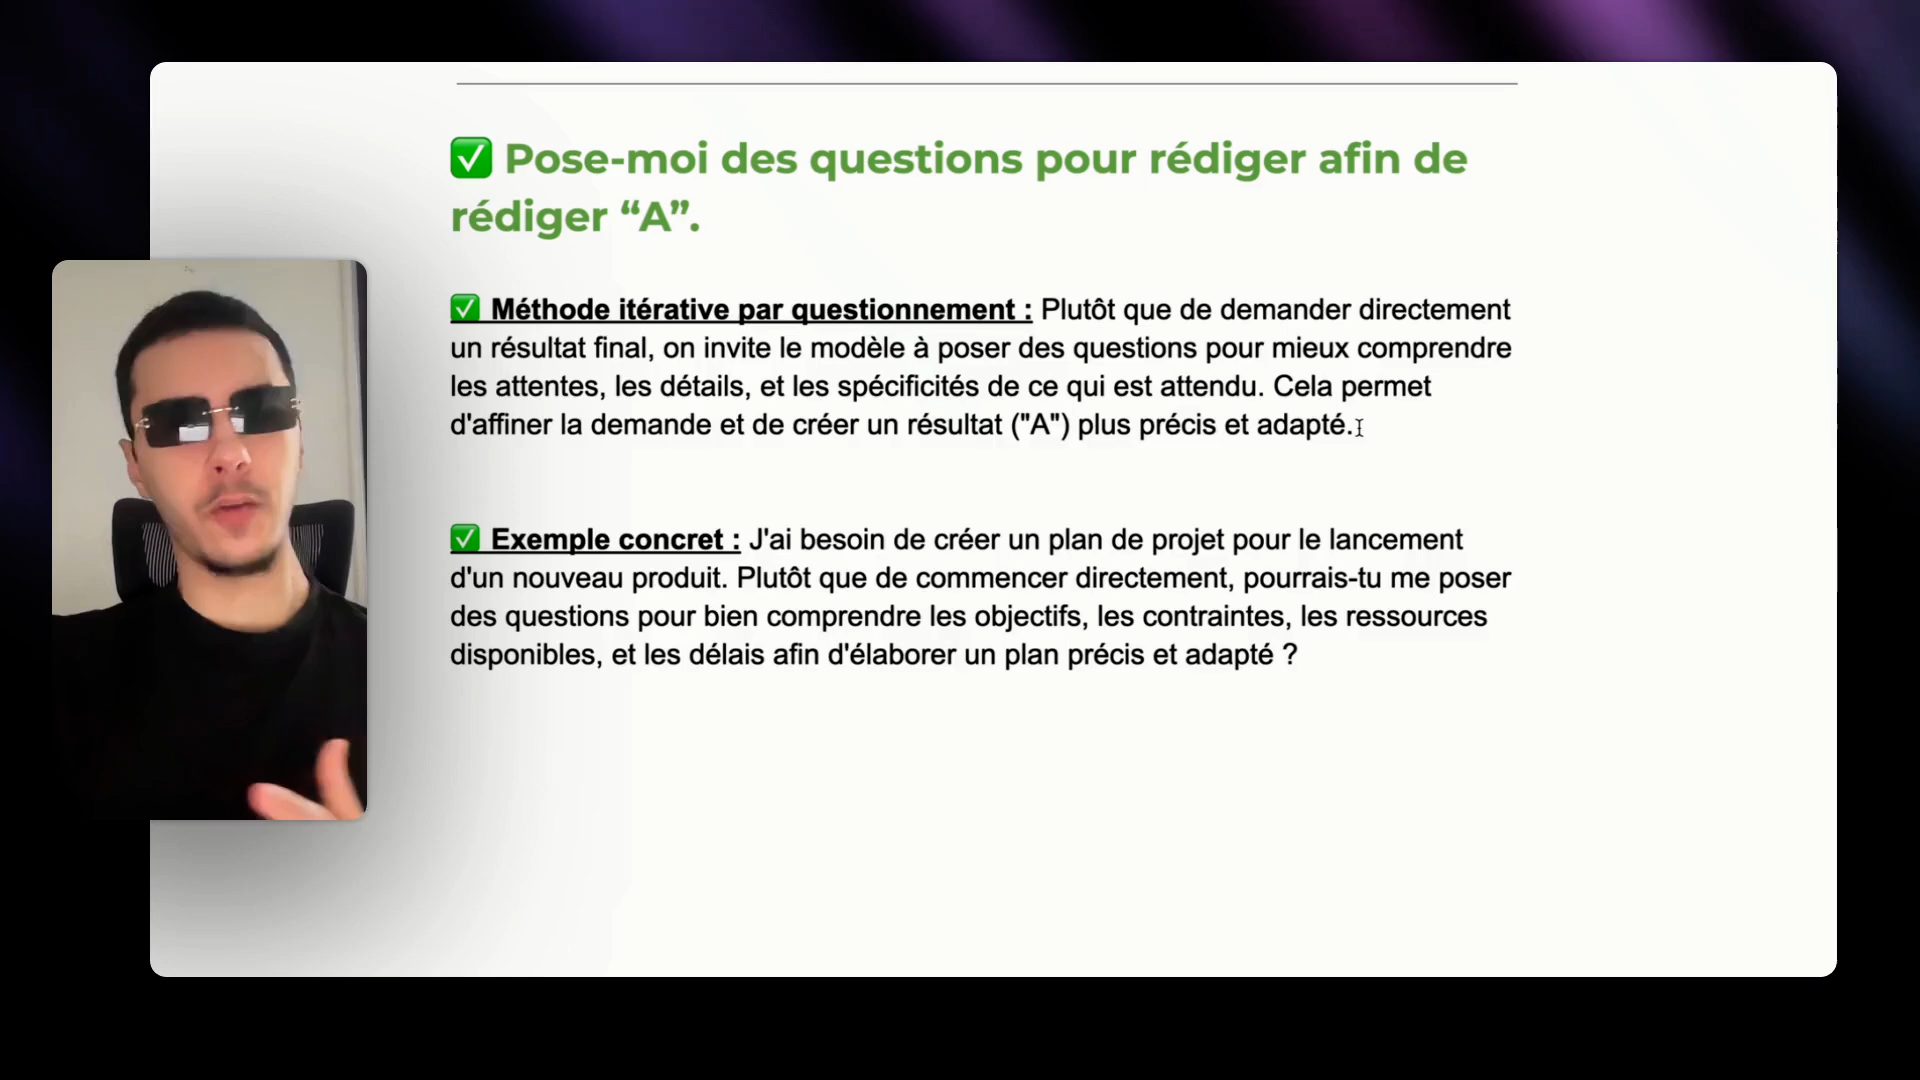 ✅ Pose-moi des questions pour rédiger afin de
rédiger “A”.
✅ Méthode itérative par questionnement : Plutôt que de demander directement
un résultat final, on invite le modèle à poser des questions pour mieux comprendre
les attentes, les détails, et les spécificités de ce qui est attendu. Cela permet
d'affiner la demande et de créer un résultat ("A") plus précis et adapté.
✅ Exemple concret : J'ai besoin de créer un plan de projet pour le lancement
d'un nouveau produit. Plutôt que de commencer directement, pourrais-tu me poser
des questions pour bien comprendre les objectifs, les contraintes, les ressources
disponibles, et les délais afin d'élaborer un plan précis et adapté ?